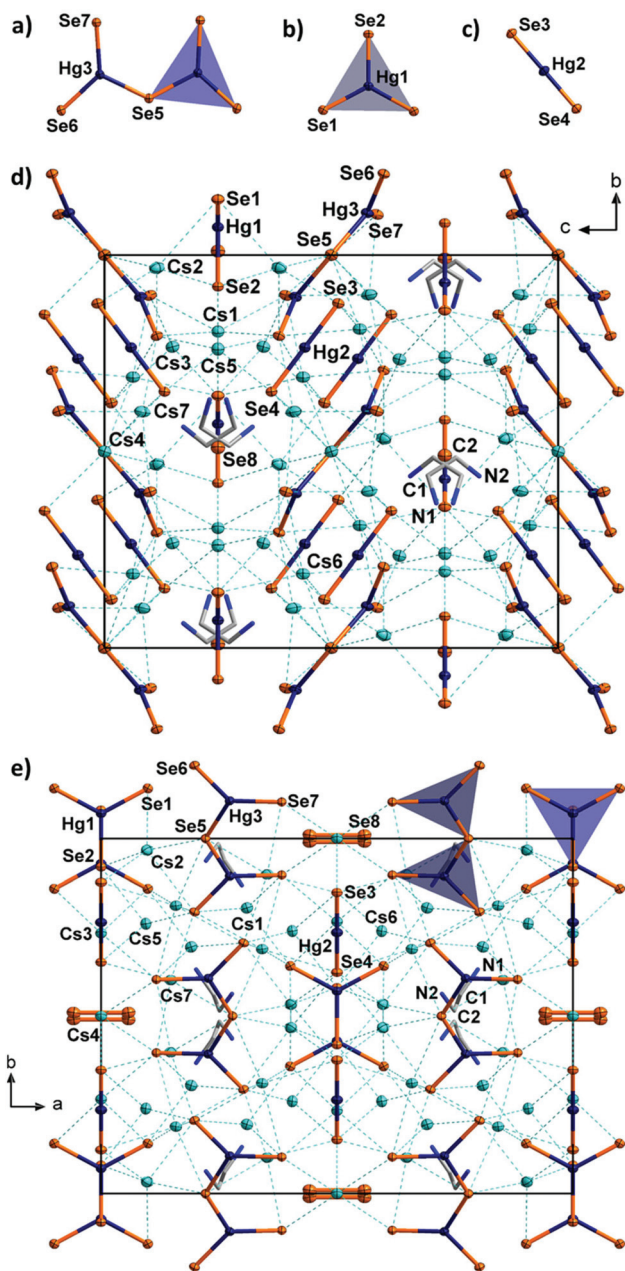 a) b) c)
Se7 Se2 Se3
Hg3 Hg1 Hg2
Se6 Se5 Se1 Se4
d) Se6 b
Se1 Hg3
Hg1 Se5 Se7 c
Cs2 Se2 Se3
Cs1
Cs3 Cs5 Hg2
Cs7 Se4
Cs4 Se8 C2 N2
C1
N1
Cs6
e)
Se6
Se1 Se7
Hg1 Hg3 Se8
Se5
Se2
Cs2
Se3
Cs1 Cs6
Cs3 Cs5
Hg2
Se4 N1
Cs7 N2 C1
Cs4 C2
b
a